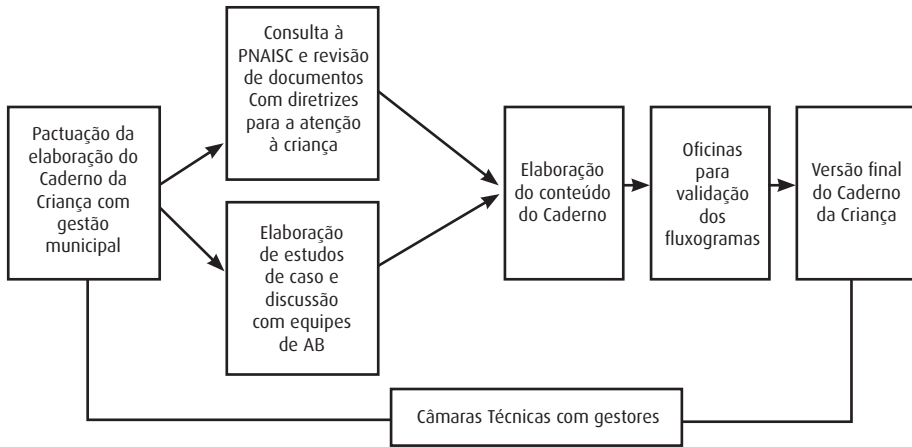 Pactuação da
elaboração do
Caderno da
Criança com
gestão
municipal
Consulta à
PNAISC e revisão
de documentos
Com diretrizes
para a atenção
à criança
Elaboração
de estudos
de caso e
discussão
com equipes
de AB
Elaboração
do conteúdo
do Caderno
Oficinas
para
validação
dos
fluxogramas
Versão final
do Caderno
da Criança
Câmaras Técnicas com gestores